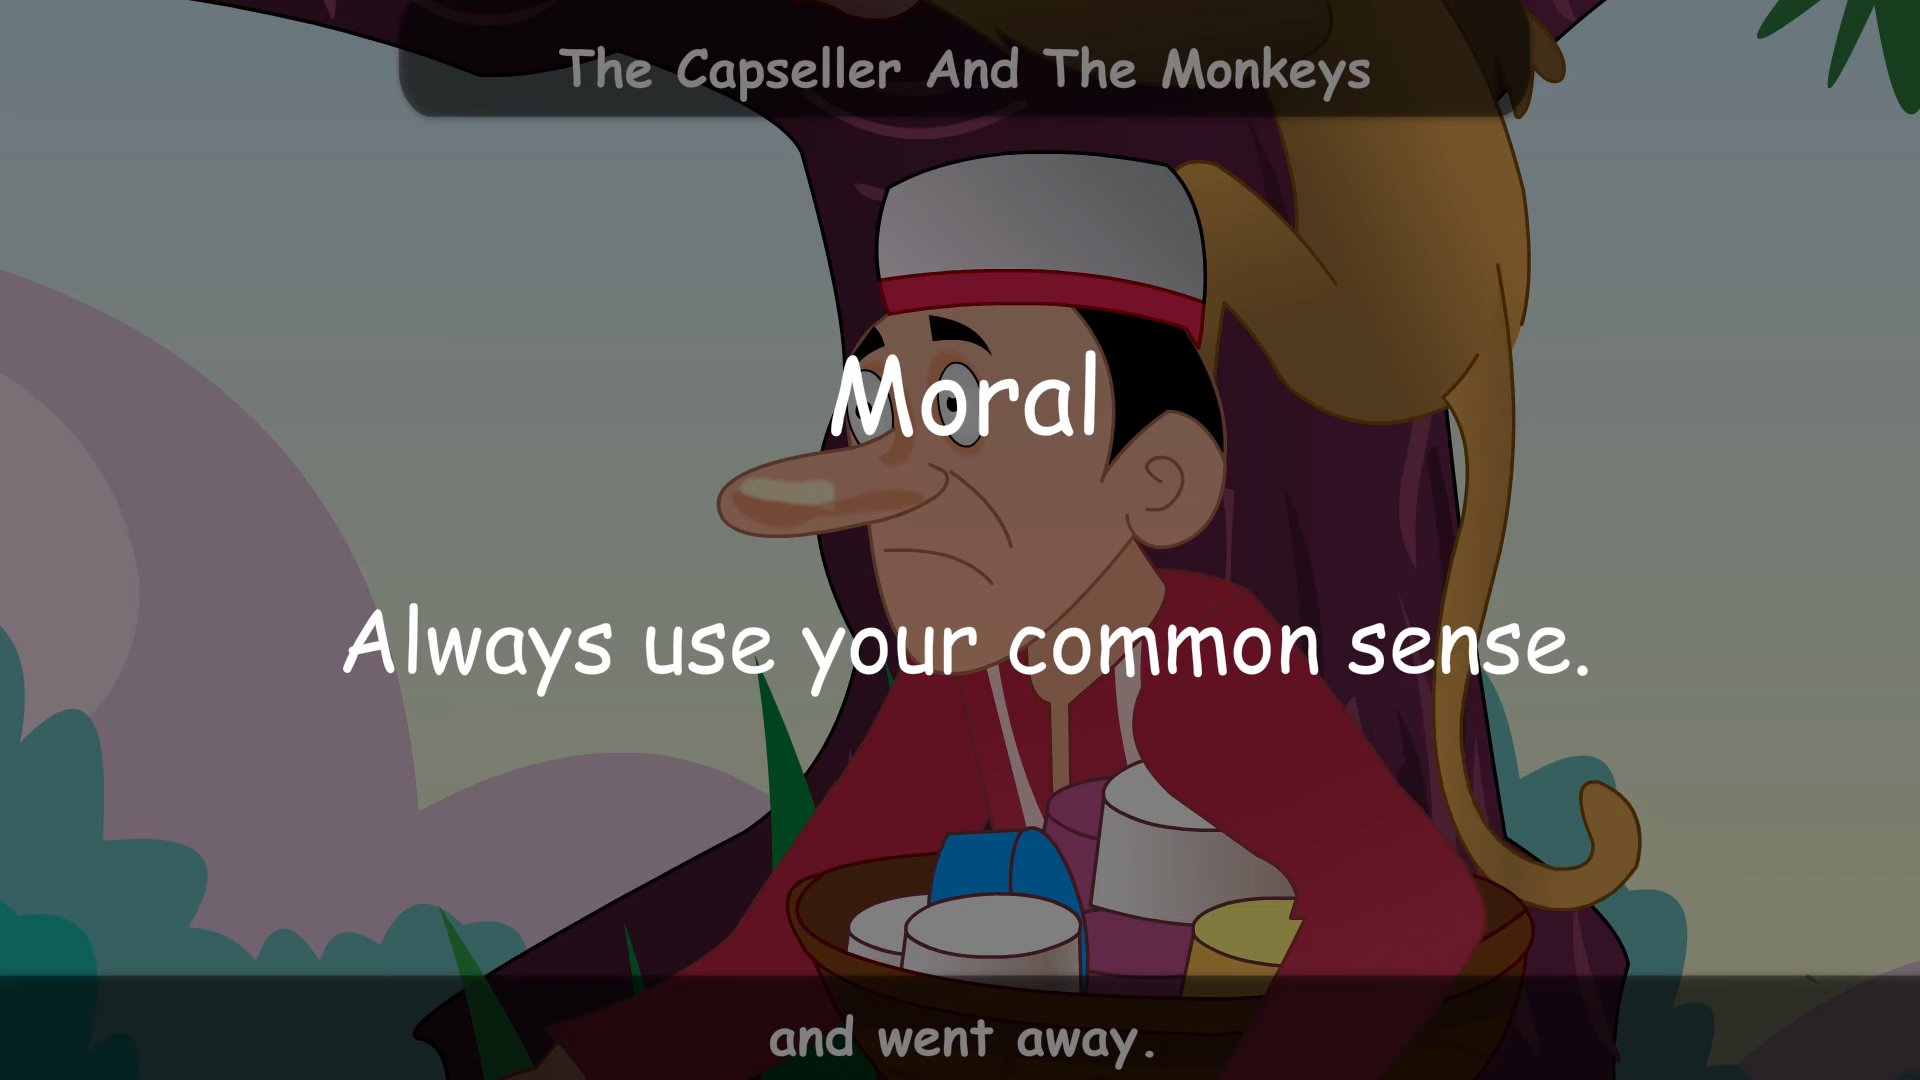 The Capseller And The Monkeys
Moral
Always use your common sense.
and went away.